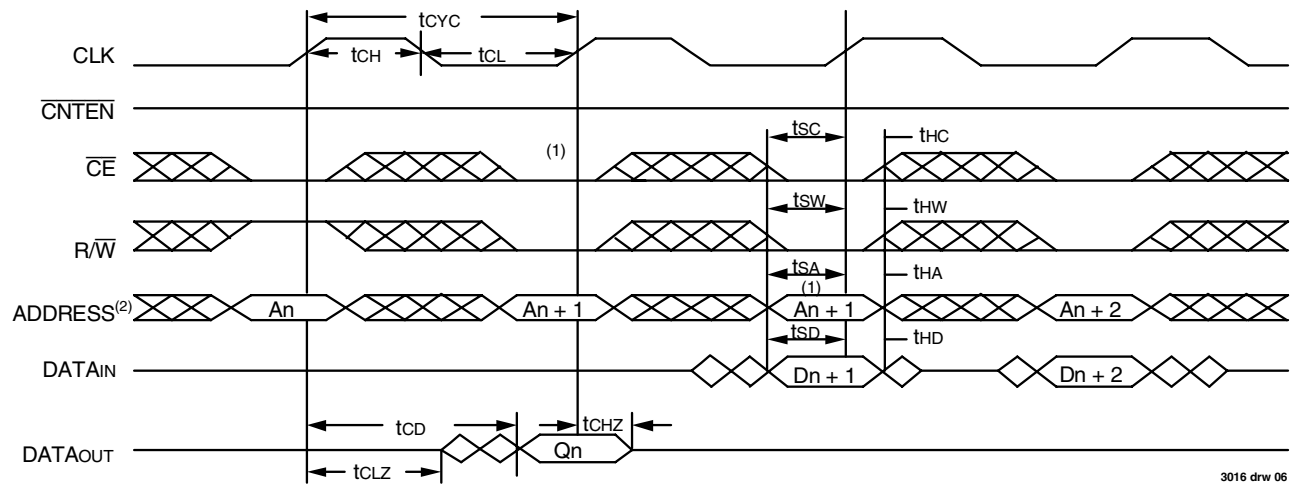 tCYC
CLK
tCH
tCL
CNTEN
tSC
tHC
(1)
CE
tSW
tHW
R/W
tSA
tHA
(1)
ADDRESS(2)
An
An + 1
An + 1
An + 2
tSD
tHD
DATAIN
Dn + 1
Dn + 2
tCD
tCHZ
DATAOUT
Qn
tCLZ
3016 drw 06